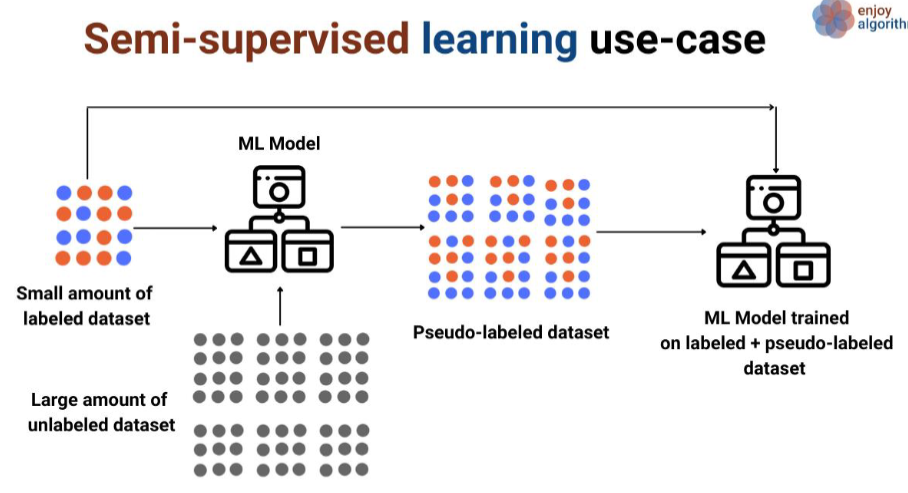 Semi-supervised learning use-case
enjoy
ML Model
Small amount of
labeled dataset
Pseudo-labeled dataset
ML Model trained
on labeled + pseudo-labeled
dataset
Large amount of
unlabeled dataset